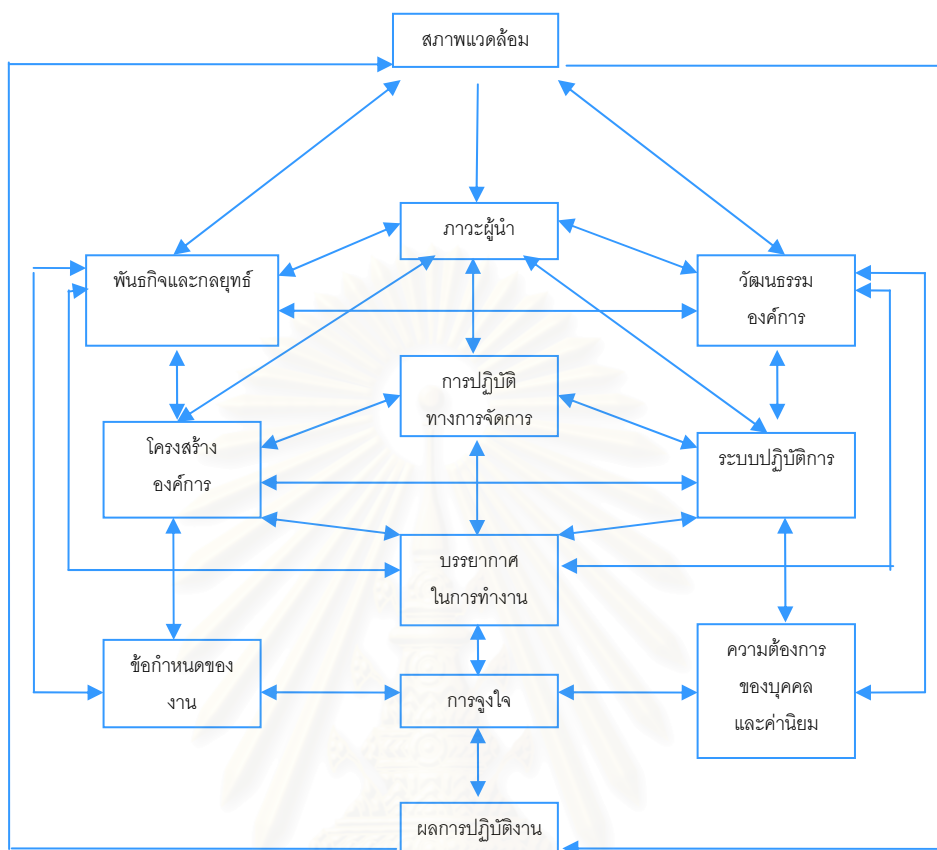 สภาพแวดล้อม
ภาวะผู้นำ
พันธกิจและกลยุทธ์
วัฒนธรรม
องค์การ
การปฏิบัติ
ทางการจัดการ
โครงสร้าง
องค์การ
ระบบปฏิบัติการ
บรรยากาศ
ในการทำงาน
ข้อกำหนดของ
งาน
การจูงใจ
ความต้องการ
ของบุคคล
และค่านิยม
ผลการปฏิบัติงาน